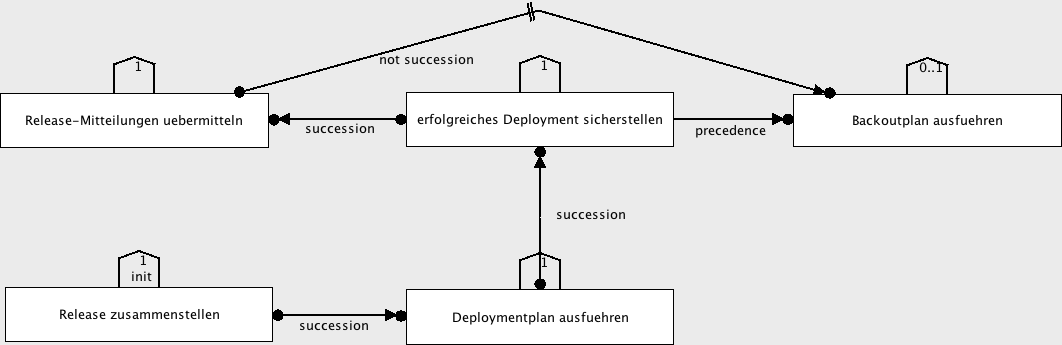 not succession
1
1
0..1
Release-Mitteilungen uebermitteln
succession
erfolgreiches Deployment sicherstellen
precedence
Backoutplan ausfuehren
succession
1
init
1
Release zusammenstellen
succession
Deploymentplan ausfuehren